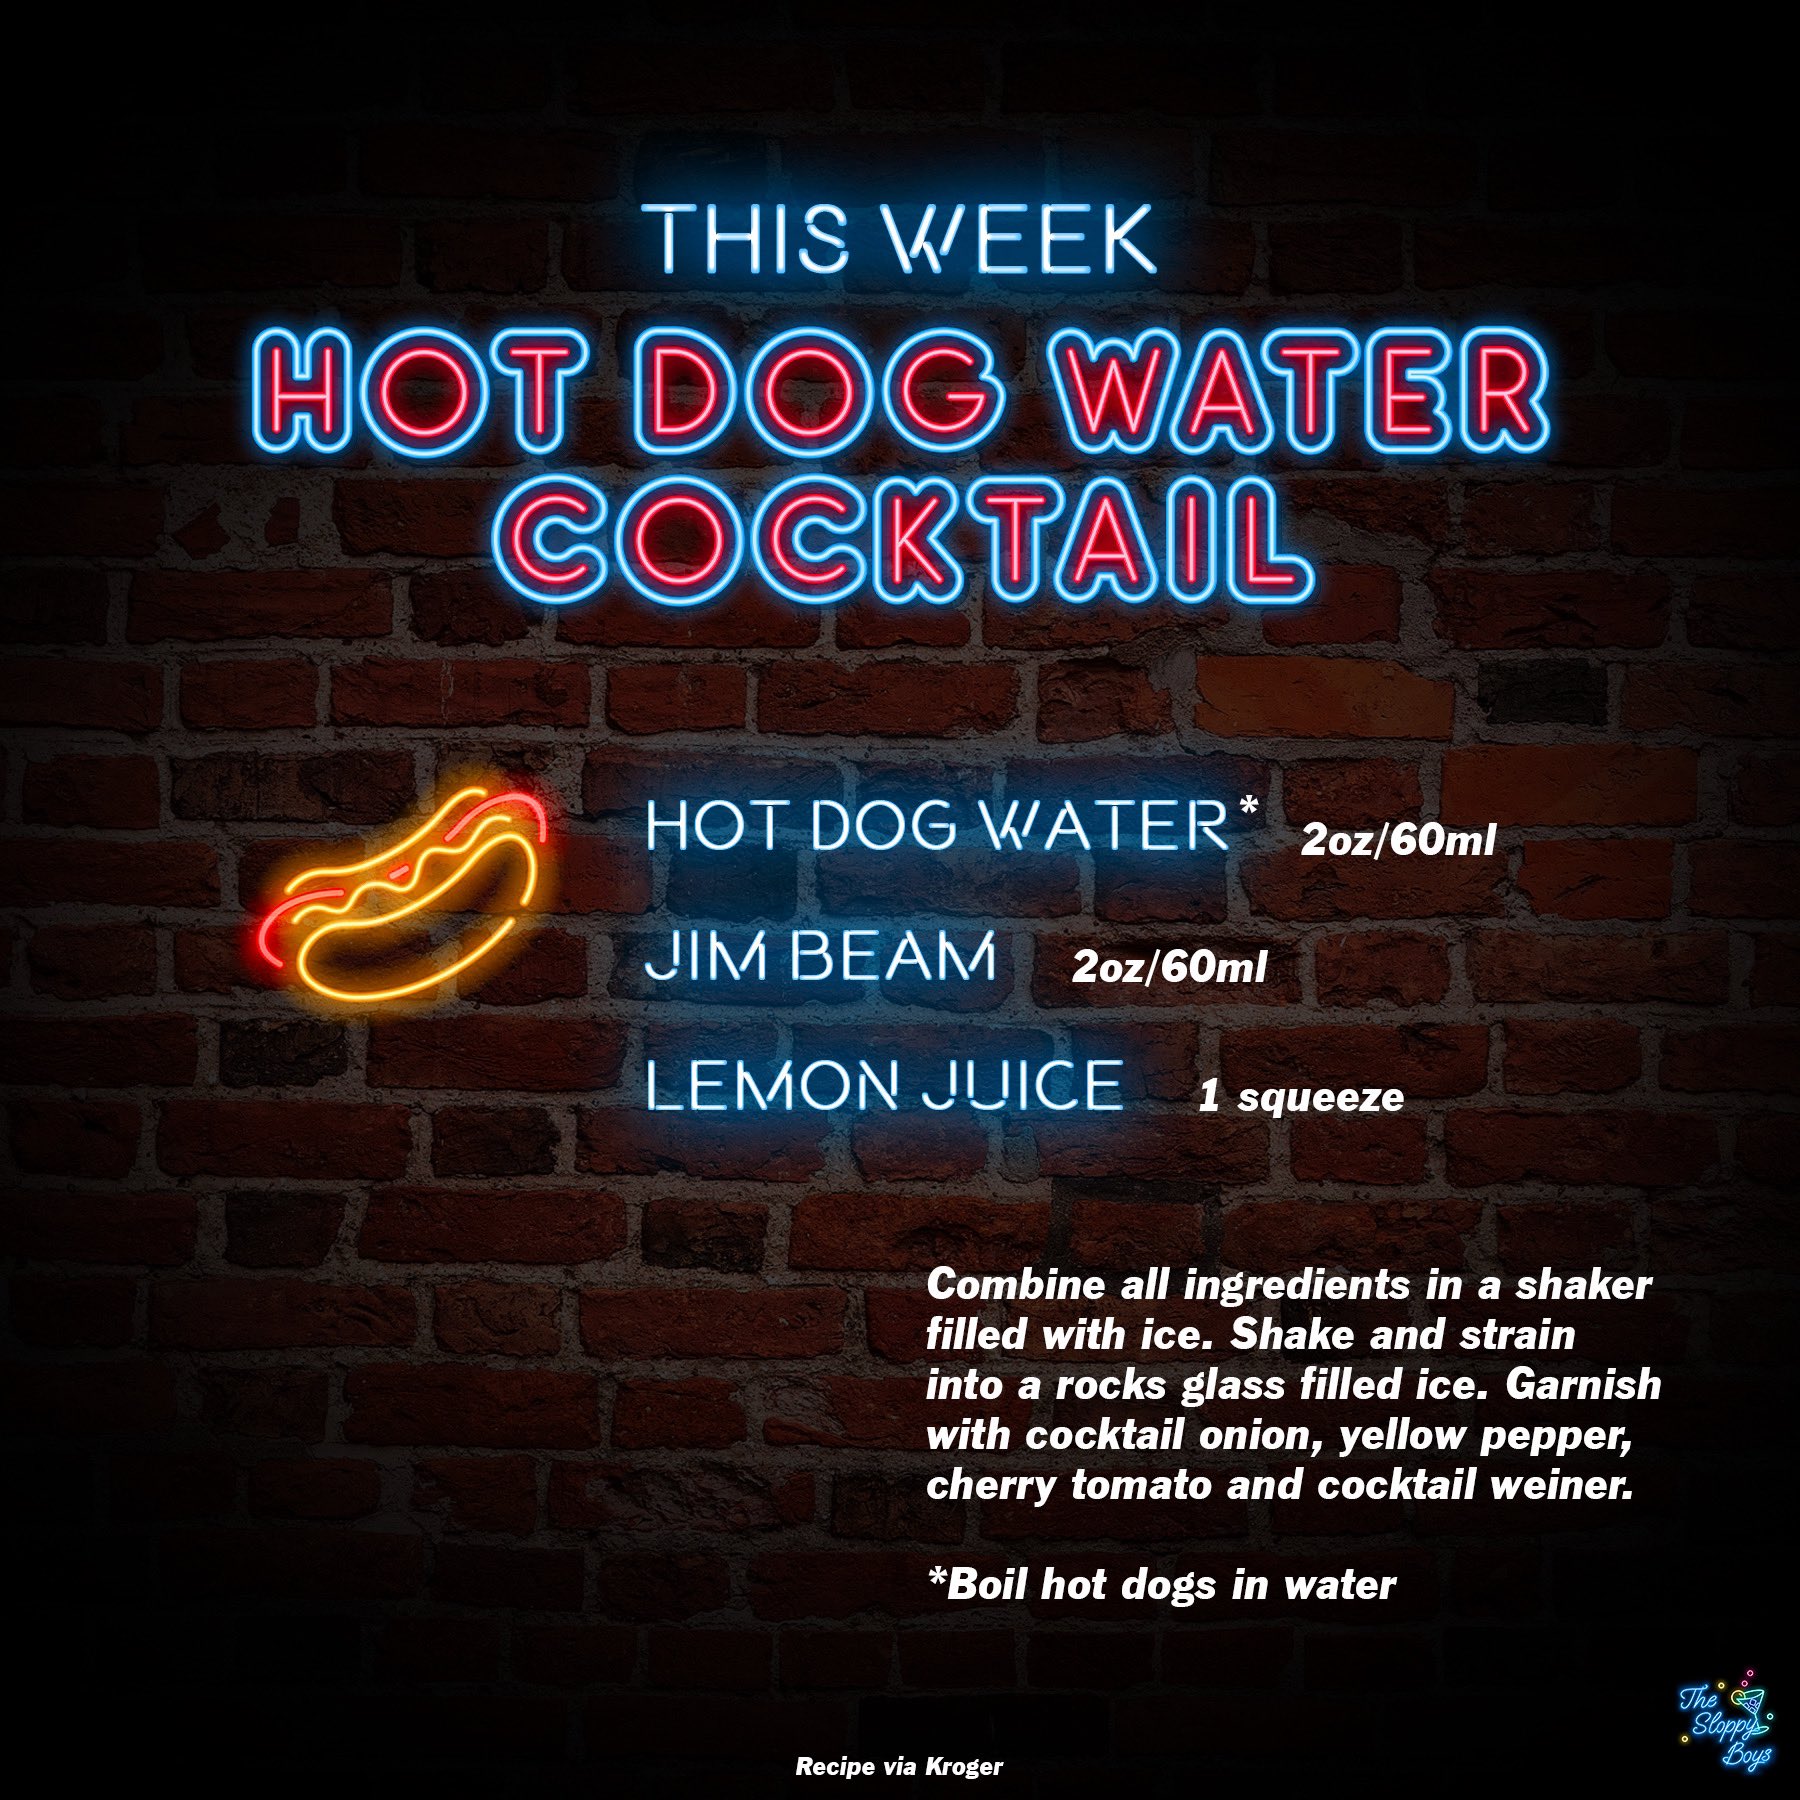 THIS WEEK
HOT DOG WATER
COCKTAIL
HOT DOG WATER* 2oz/60ml
JIM BEAM 2oz/60ml
LEMON JUICE 1 squeeze
Combine all ingredients in a shaker
filled with ice. Shake and strain
into a rocks glass filled ice. Garnish
with cocktail onion, yellow pepper,
cherry tomato and cocktail weiner.
*Boil hot dogs in water
The
Sloppy
Boys
Recipe via Kroger